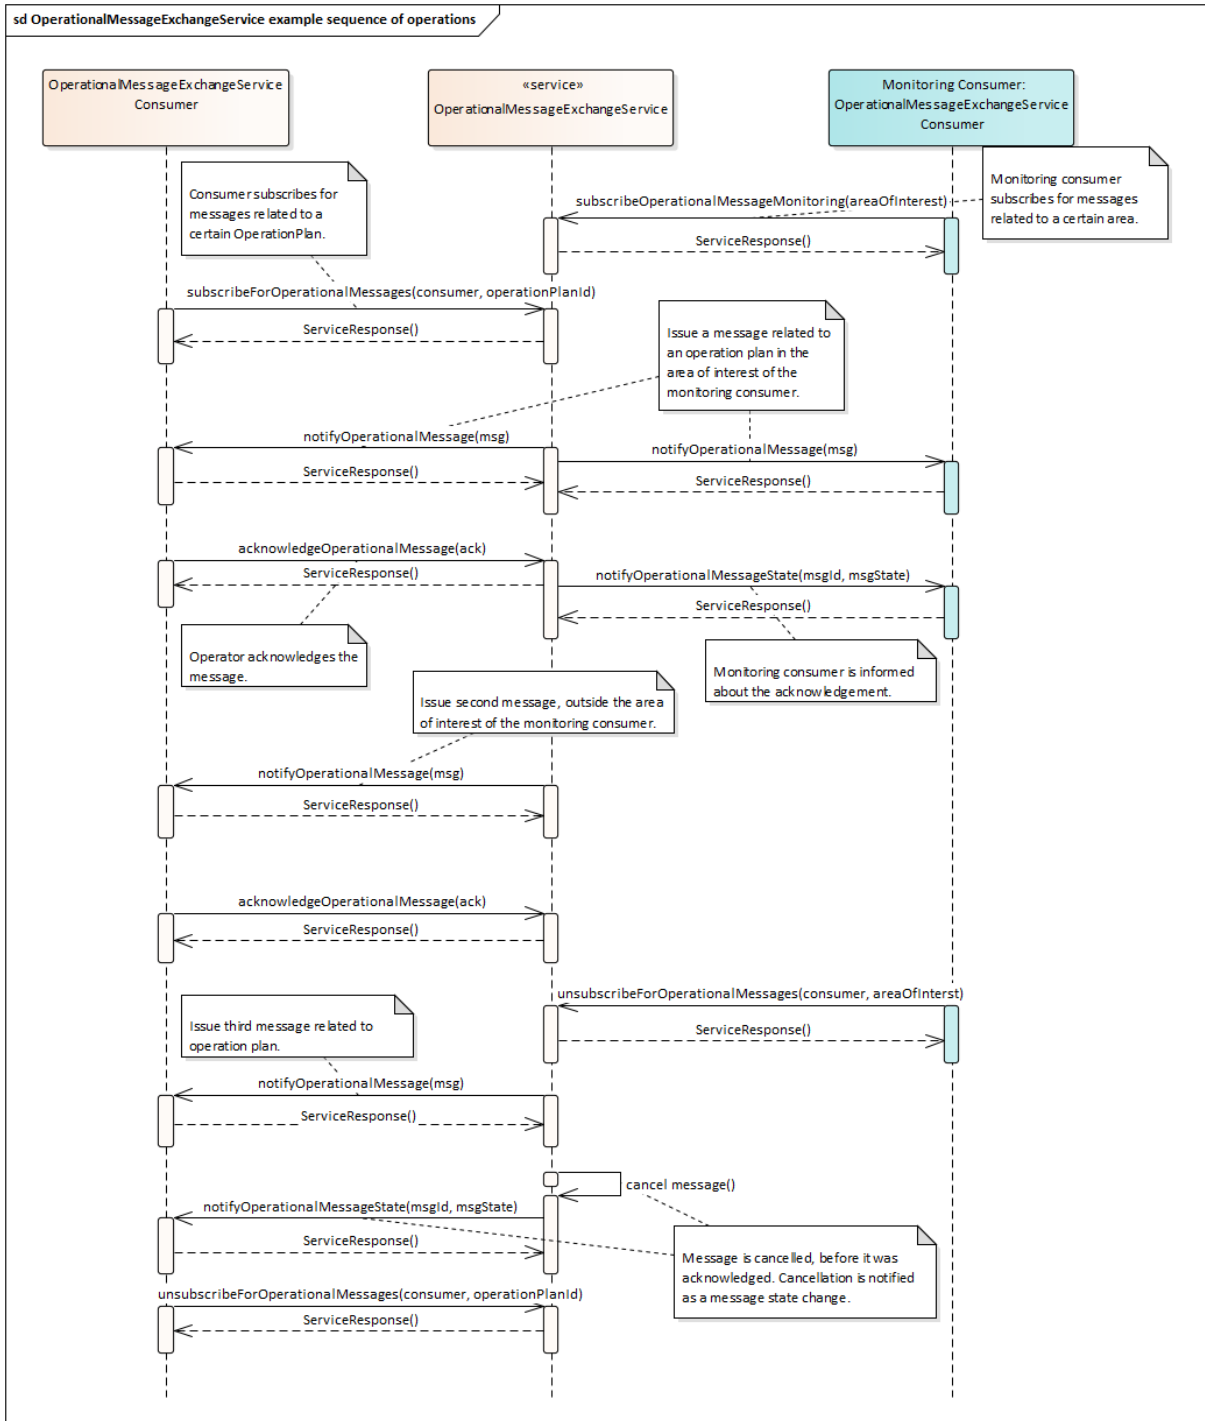 sd OperationalMessageExchangeService example sequence of operations
OperationalMessageExchangeService
Consumer
«service»
OperationalMessageExchangeService
Monitoring Consumer:
OperationalMessageExchangeService
Consumer
Consumer subscribes for
messages related to a
certain OperationPlan.
Monitoring consumer
subscribes for messages
related to a certain area.
subscribeOperationalMessageMonitoring(areaOfInterest)
ServiceResponse()
subscribeForOperationalMessages(consumer, operationPlanId)
ServiceResponse()
Issue a message related to
an operation plan in the
area of interest of the
monitoring consumer.
notifyOperationalMessage(msg)
notifyOperationalMessage(msg)
ServiceResponse()
ServiceResponse()
acknowledgeOperationalMessage(ack)
ServiceResponse()
notifyOperationalMessageState(msgId, msgState)
ServiceResponse()
Operator acknowledges the
message.
Monitoring consumer is informed
about the acknowledgement.
Issue second message, outside the area
of interest of the monitoring consumer.
notifyOperationalMessage(msg)
ServiceResponse()
acknowledgeOperationalMessage(ack)
ServiceResponse()
unsubscribeForOperationalMessages(consumer, areaOfInterst)
ServiceResponse()
Issue third message related to
operation plan.
notifyOperationalMessage(msg)
ServiceResponse()
cancel message()
notifyOperationalMessageState(msgId, msgState)
ServiceResponse()
Message is cancelled, before it was
acknowledged. Cancellation is notified
as a message state change.
unsubscribeForOperationalMessages(consumer, operationPlanId)
ServiceResponse()